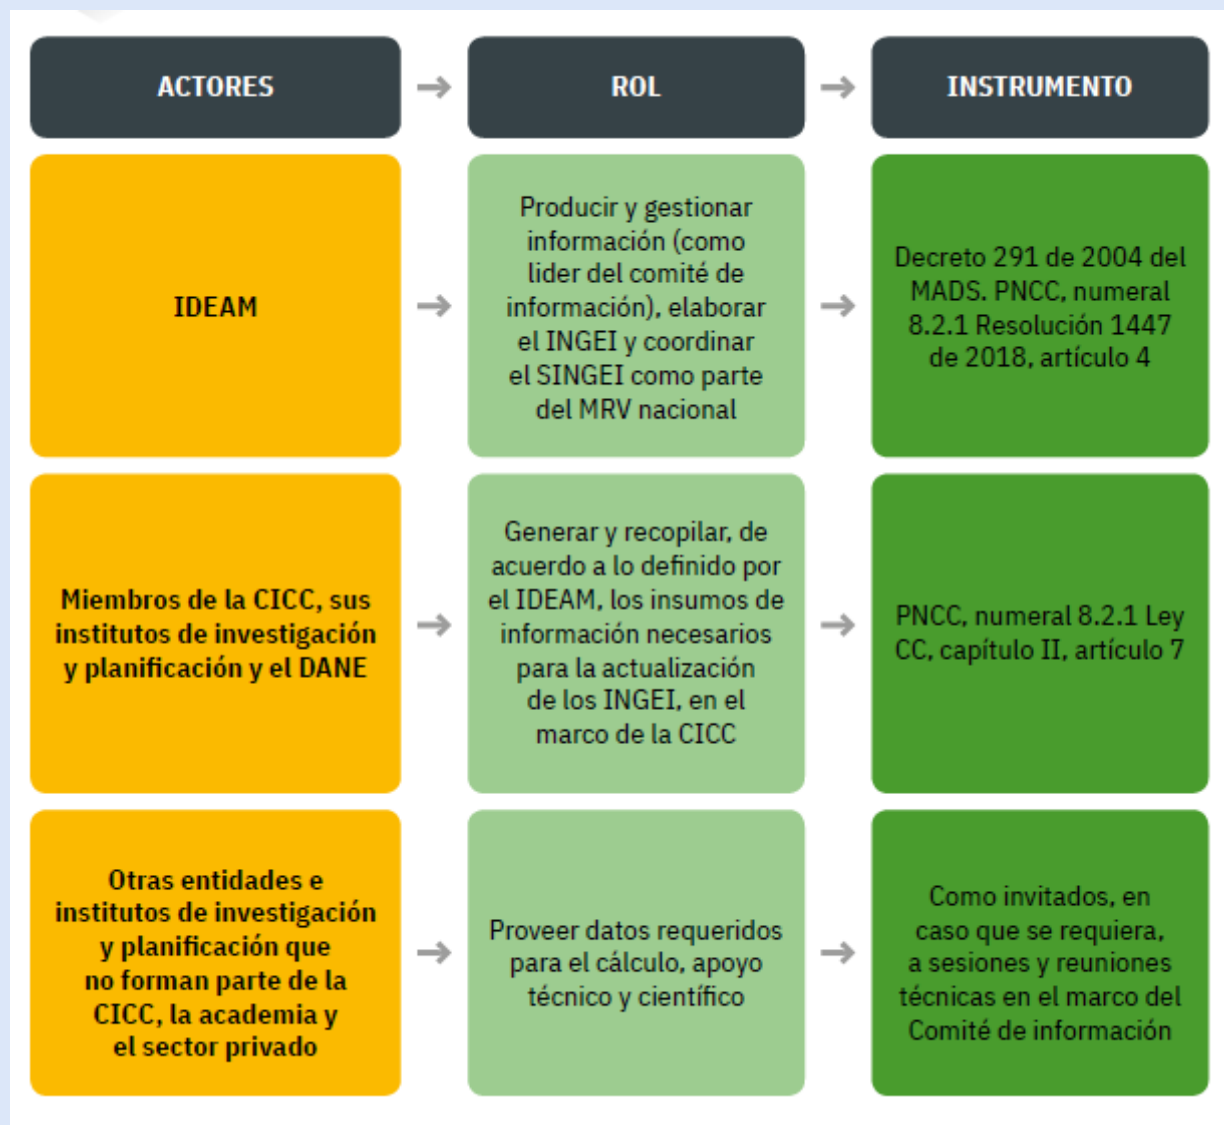 ACTORES → ROL → INSTRUMENTO
IDEAM
→
Producir y gestionar
información (como
lider del comité de
información), elaborar
el INGEI y coordinar
el SINGEI como parte
del MRV nacional
→
Decreto 291 de 2004 del
MADS. PNCC, numeral
8.2.1 Resolución 1447
de 2018, artículo 4
Miembros de la CICC, sus
institutos de investigación
y planificación y el DANE
→
Generar y recopilar, de
acuerdo a lo definido por
el IDEAM, los insumos de
información necesarios
para la actualización
de los INGEI, en el
marco de la CICC
→
PNCC, numeral 8.2.1 Ley
CC, capítulo II, artículo 7
Otras entidades e
institutos de investigación
y planificación que
no forman parte de la
CICC, la academia y
el sector privado
→
Proveer datos requeridos
para el cálculo, apoyo
técnico y científico
→
Como invitados, en
caso que se requiera,
a sesiones y reuniones
técnicas en el marco del
Comité de información